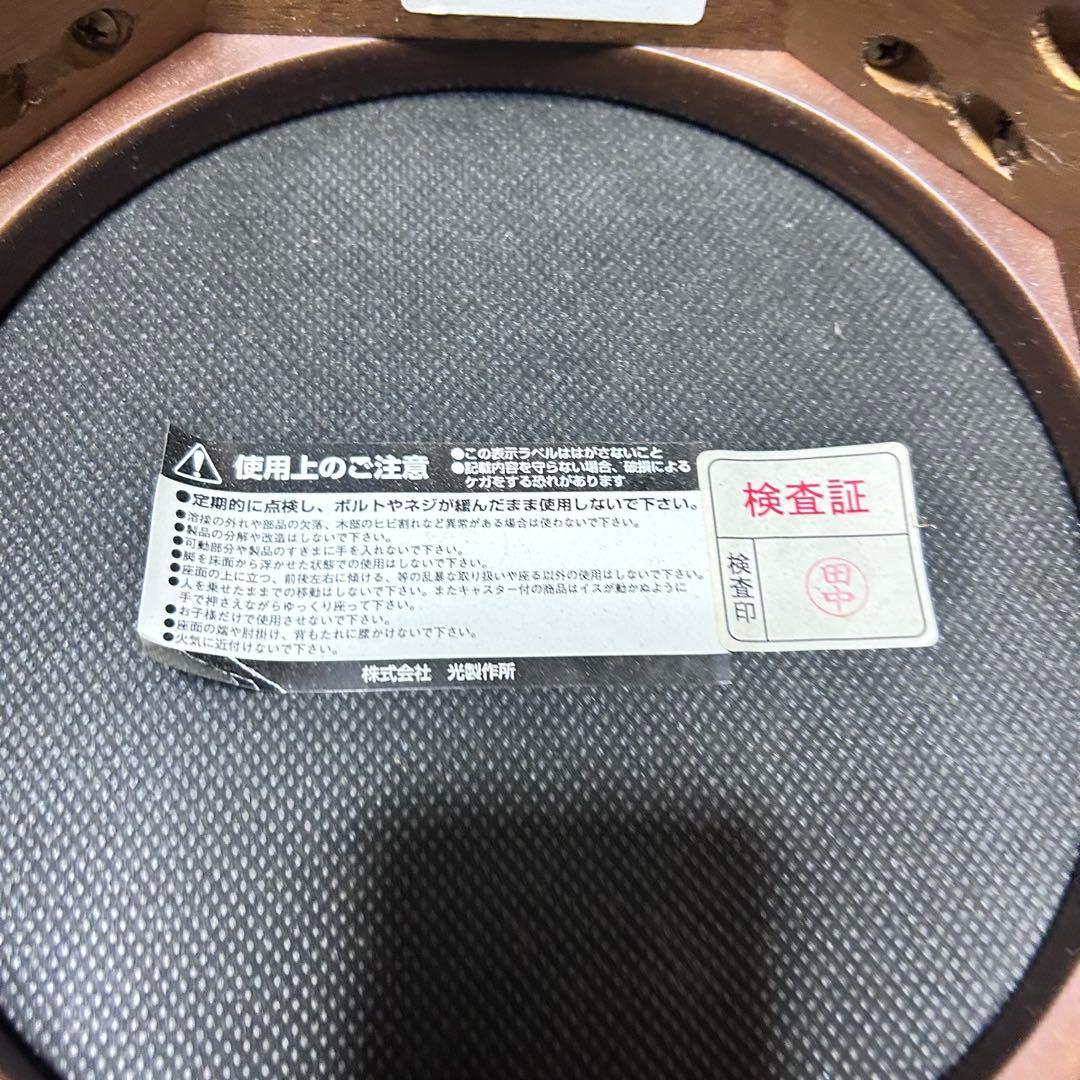 使用上のご注意
●この表示ラベルははがさないこと
●記載内容を守らない場合、破損による
ケガをする恐れがあります
●定期的に点検し、ボルトやネジが緩んだまま使用しないで下さい。
●溶接の外れや部品の欠落、木部のヒビ割れなど異常がある場合は使わないで下さい。
●製品の分解や改造はしないで下さい。
●可動部分や製品のすきまに手を入れないで下さい。
●脚を床面から浮かせた状態での使用はしないで下さい。
●座面の上に立つ、前後左右に傾ける、等の乱暴な取り扱いや座る以外の使用はしないで下さい。
●人を乗せたままでの移動はしないで下さい。またキャスター付の商品はイスが動かぬように
手で押さえながらゆっくり座って下さい。
●お子様だけで使用させないで下さい。
●座面の端や肘掛け、背もたれに腰かけないで下さい。
●火気に近付けないで下さい。
株式会社 光製作所
検査証
検査印
田中